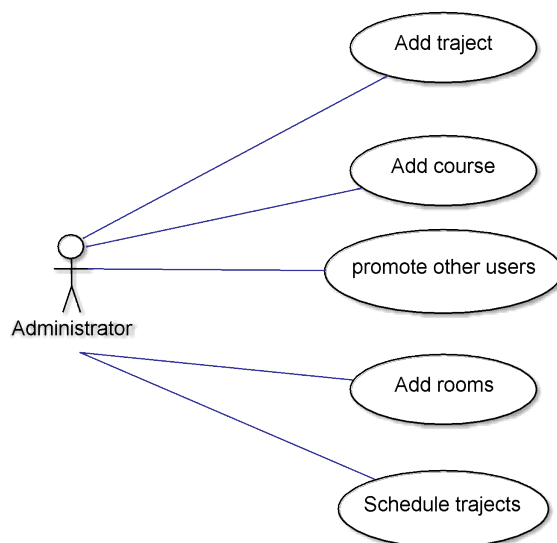 Add traject
Add course
promote other users
Administrator
Add rooms
Schedule trajects